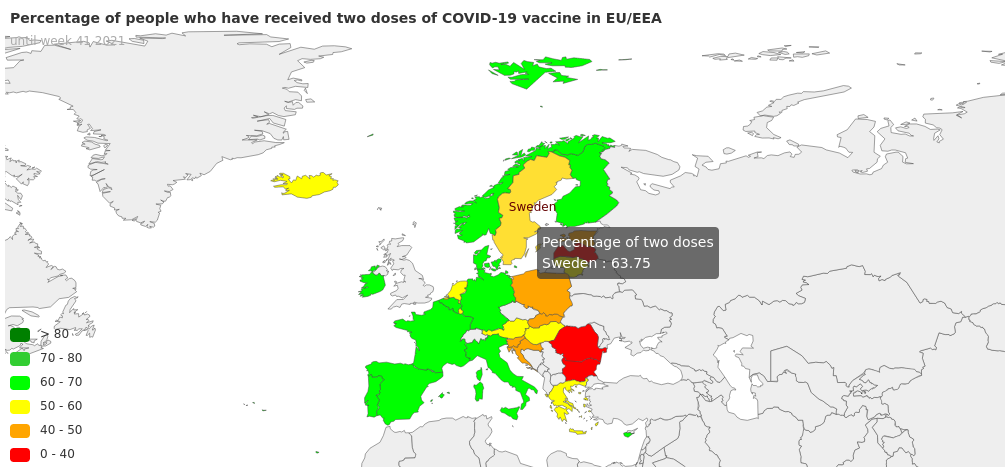 Percentage of people who have received two doses of COVID-19 vaccine in EU/EEA
until week 41 2021
Sweden
Percentage of two doses
Sweden : 63.75
> 80
70 - 80
60 - 70
50 - 60
40 - 50
0 - 40